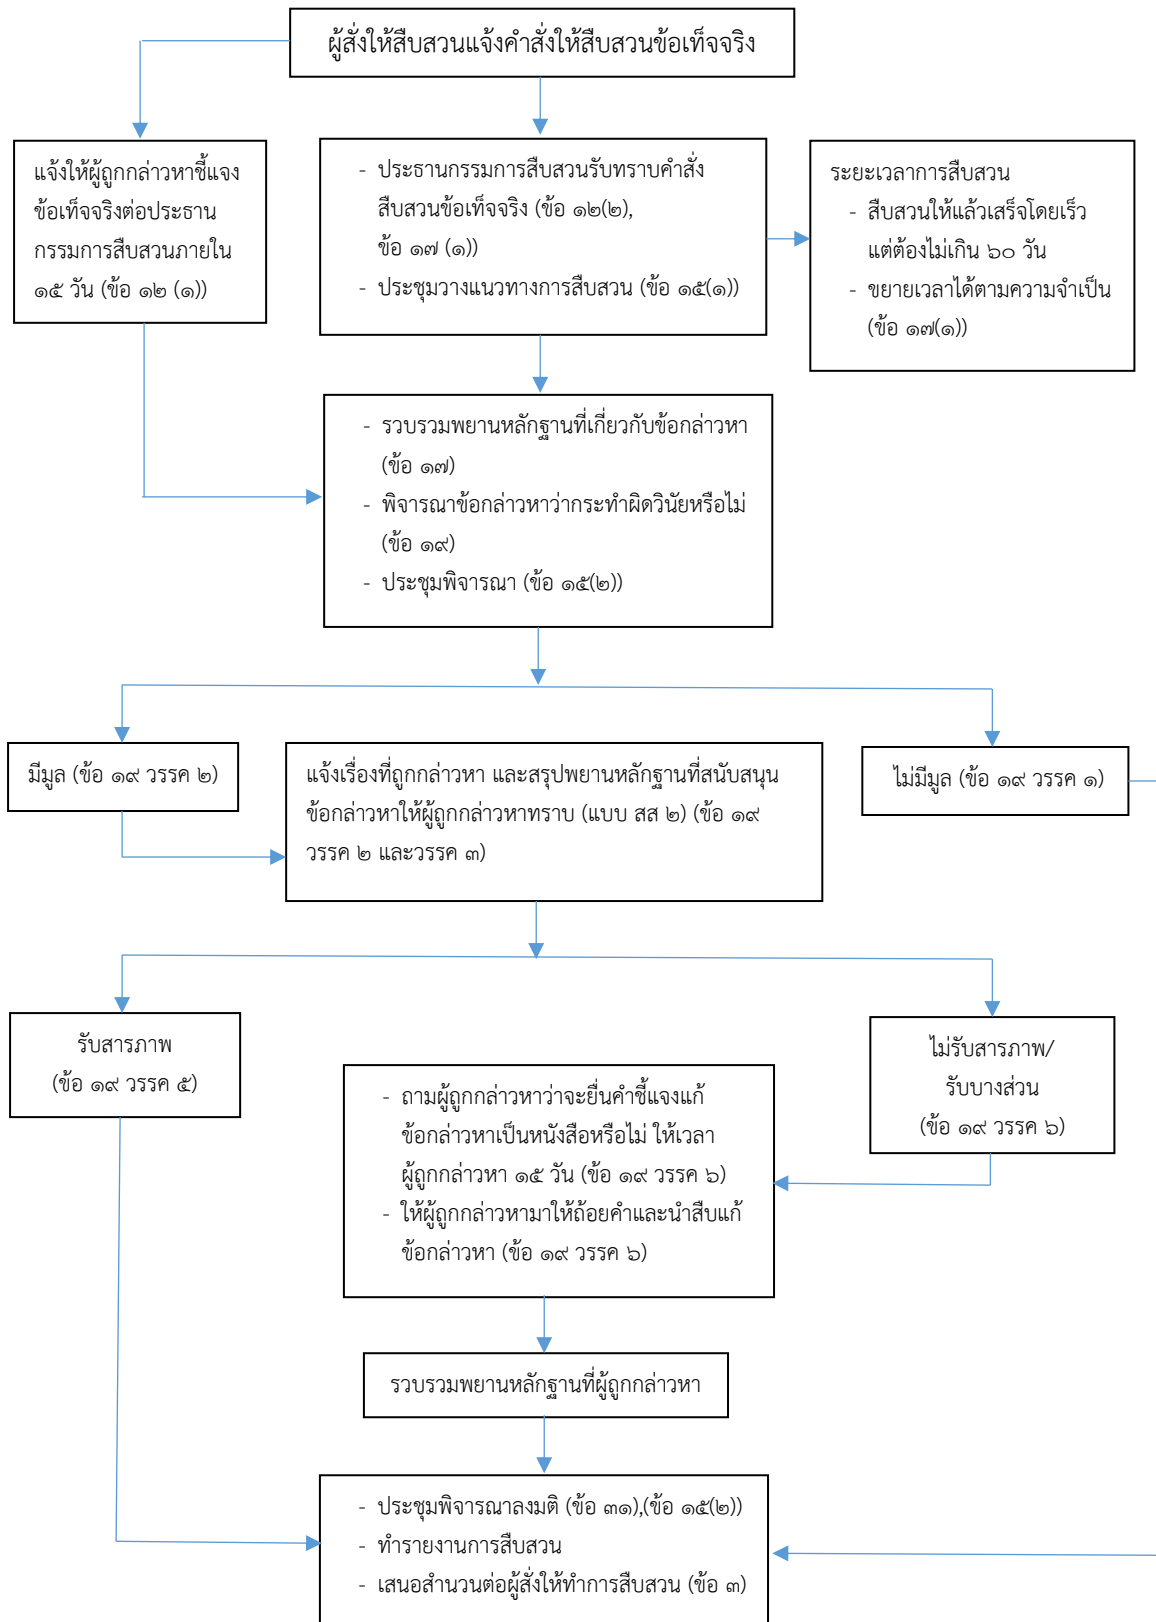 ผู้สั่งให้สืบสวนแจ้งคำสั่งให้สืบสวนข้อเท็จจริง
แจ้งให้ผู้ถูกกล่าวหาชี้แจง
ข้อเท็จจริงต่อประธาน
กรรมการสืบสวนภายใน
๑๕ วัน (ข้อ ๑๒ (๑))
- ประธานกรรมการสืบสวนรับทราบคำสั่ง
สืบสวนข้อเท็จจริง (ข้อ ๑๒(๒),
ข้อ ๑๗ (๑))
- ประชุมวางแนวทางการสืบสวน (ข้อ ๑๕(๑))
ระยะเวลาการสืบสวน
- สืบสวนให้แล้วเสร็จโดยเร็ว
แต่ต้องไม่เกิน ๖๐ วัน
- ขยายเวลาได้ตามความจำเป็น
(ข้อ ๑๗(๑))
- รวบรวมพยานหลักฐานที่เกี่ยวกับข้อกล่าวหา
(ข้อ ๑๗)
- พิจารณาข้อกล่าวหาว่ากระทำผิดวินัยหรือไม่
(ข้อ ๑๙)
- ประชุมพิจารณา (ข้อ ๑๕(๒))
มีมูล (ข้อ ๑๙ วรรค ๒)
แจ้งเรื่องที่ถูกกล่าวหา และสรุปพยานหลักฐานที่สนับสนุน
ข้อกล่าวหาให้ผู้ถูกกล่าวหาทราบ (แบบ สส ๒) (ข้อ ๑๙
วรรค ๒ และวรรค ๓)
ไม่มีมูล (ข้อ ๑๙ วรรค ๑)
รับสารภาพ
(ข้อ ๑๙ วรรค ๕)
ไม่รับสารภาพ/
รับบางส่วน
(ข้อ ๑๙ วรรค ๖)
- ถามผู้ถูกกล่าวหาว่าจะยื่นคำชี้แจงแก้
ข้อกล่าวหาเป็นหนังสือหรือไม่ ให้เวลา
ผู้ถูกกล่าวหา ๑๕ วัน (ข้อ ๑๙ วรรค ๖)
- ให้ผู้ถูกกล่าวหามาให้ถ้อยคำและนำสืบแก้
ข้อกล่าวหา (ข้อ ๑๙ วรรค ๖)
รวบรวมพยานหลักฐานที่ผู้ถูกกล่าวหา
- ประชุมพิจารณาลงมติ (ข้อ ๓๑),(ข้อ ๑๕(๒))
- ทำรายงานการสืบสวน
- เสนอสำนวนต่อผู้สั่งให้ทำการสืบสวน (ข้อ ๓)